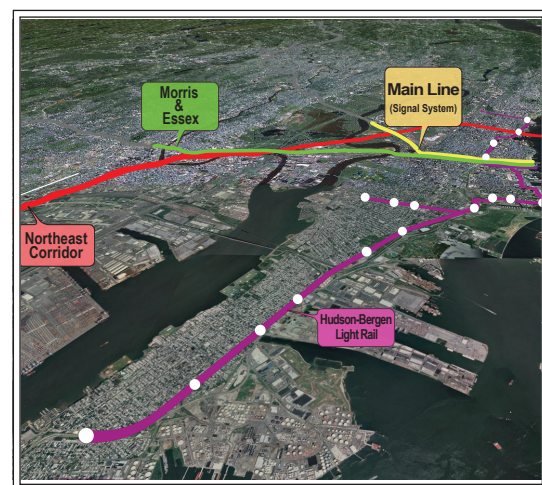 Morris
&
Essex
Main Line
(Signal System)
Northeast
Corridor
Hudson-Bergen
Light Rail